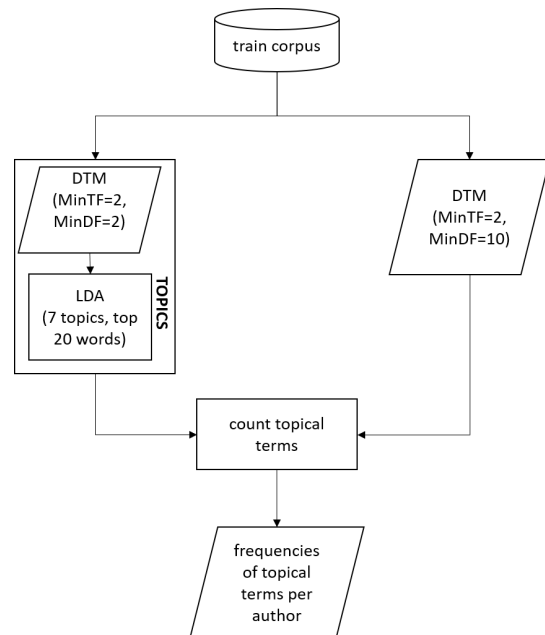 train corpus
DTM
(MinTF=2,
MinDF=2)
LDA
(7 topics, top
20 words)
TOPICS
DTM
(MinTF=2,
MinDF=10)
count topical
terms
frequencies
of topical
terms per
author